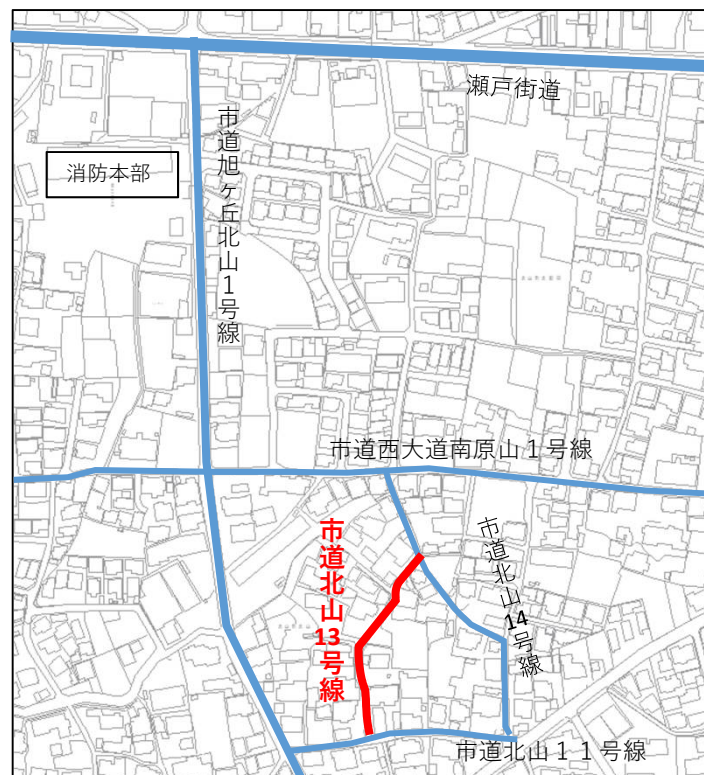 瀬戸街道
消防本部
市道旭ヶ丘北山1号線
市道西大道南原山1号線
市道北山13号線
市道北山14号線
市道北山11号線